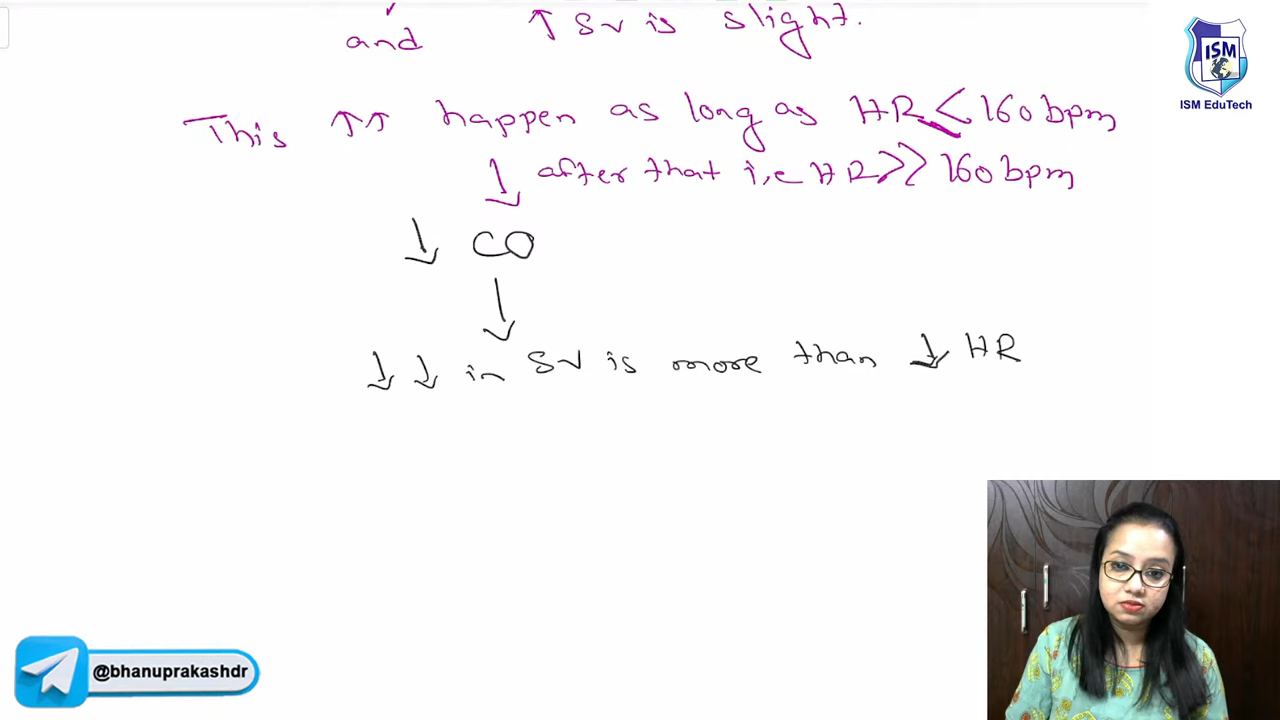 and ↑ SV is slight.
This ↑↑ happen as long as HR < 160 bpm
↓ after that i,e HR >> 160 bpm
↓ CO
↓
↓ ↓ in SV is more than ↓ HR
ISM
ISM EduTech
@bhanuprakashdr